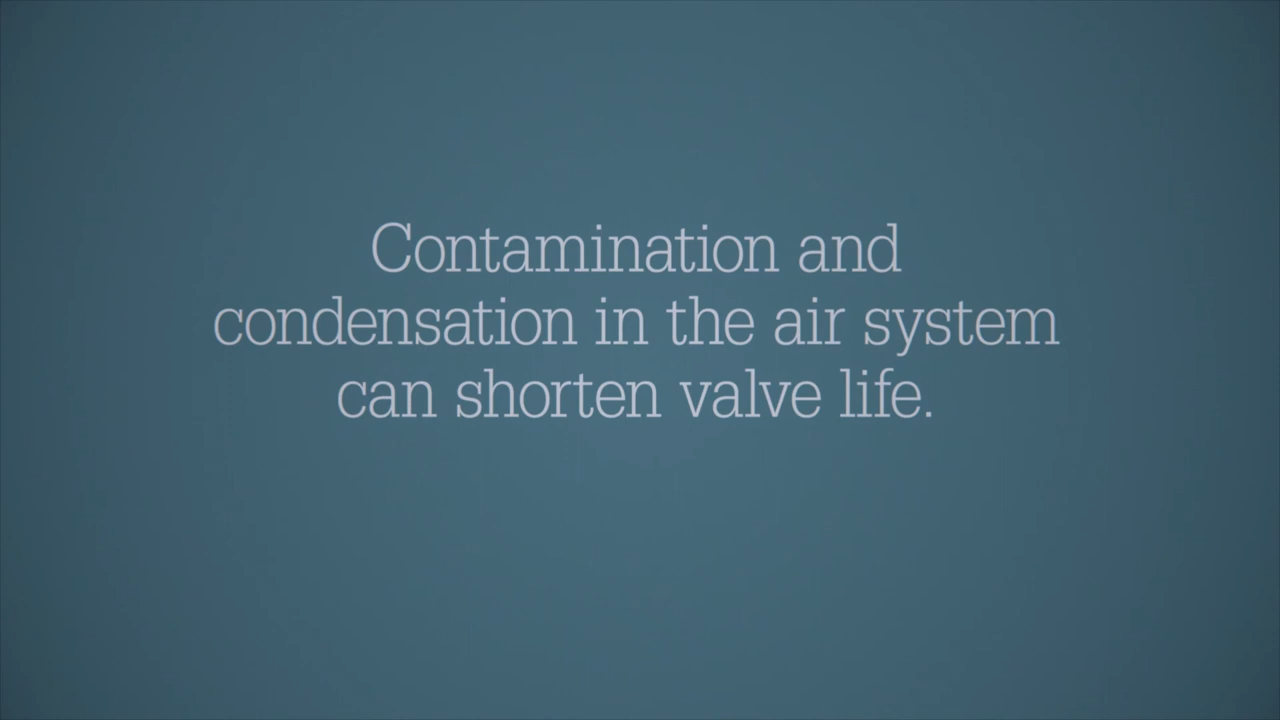 Contamination and
condensation in the air system
can shorten valve life.